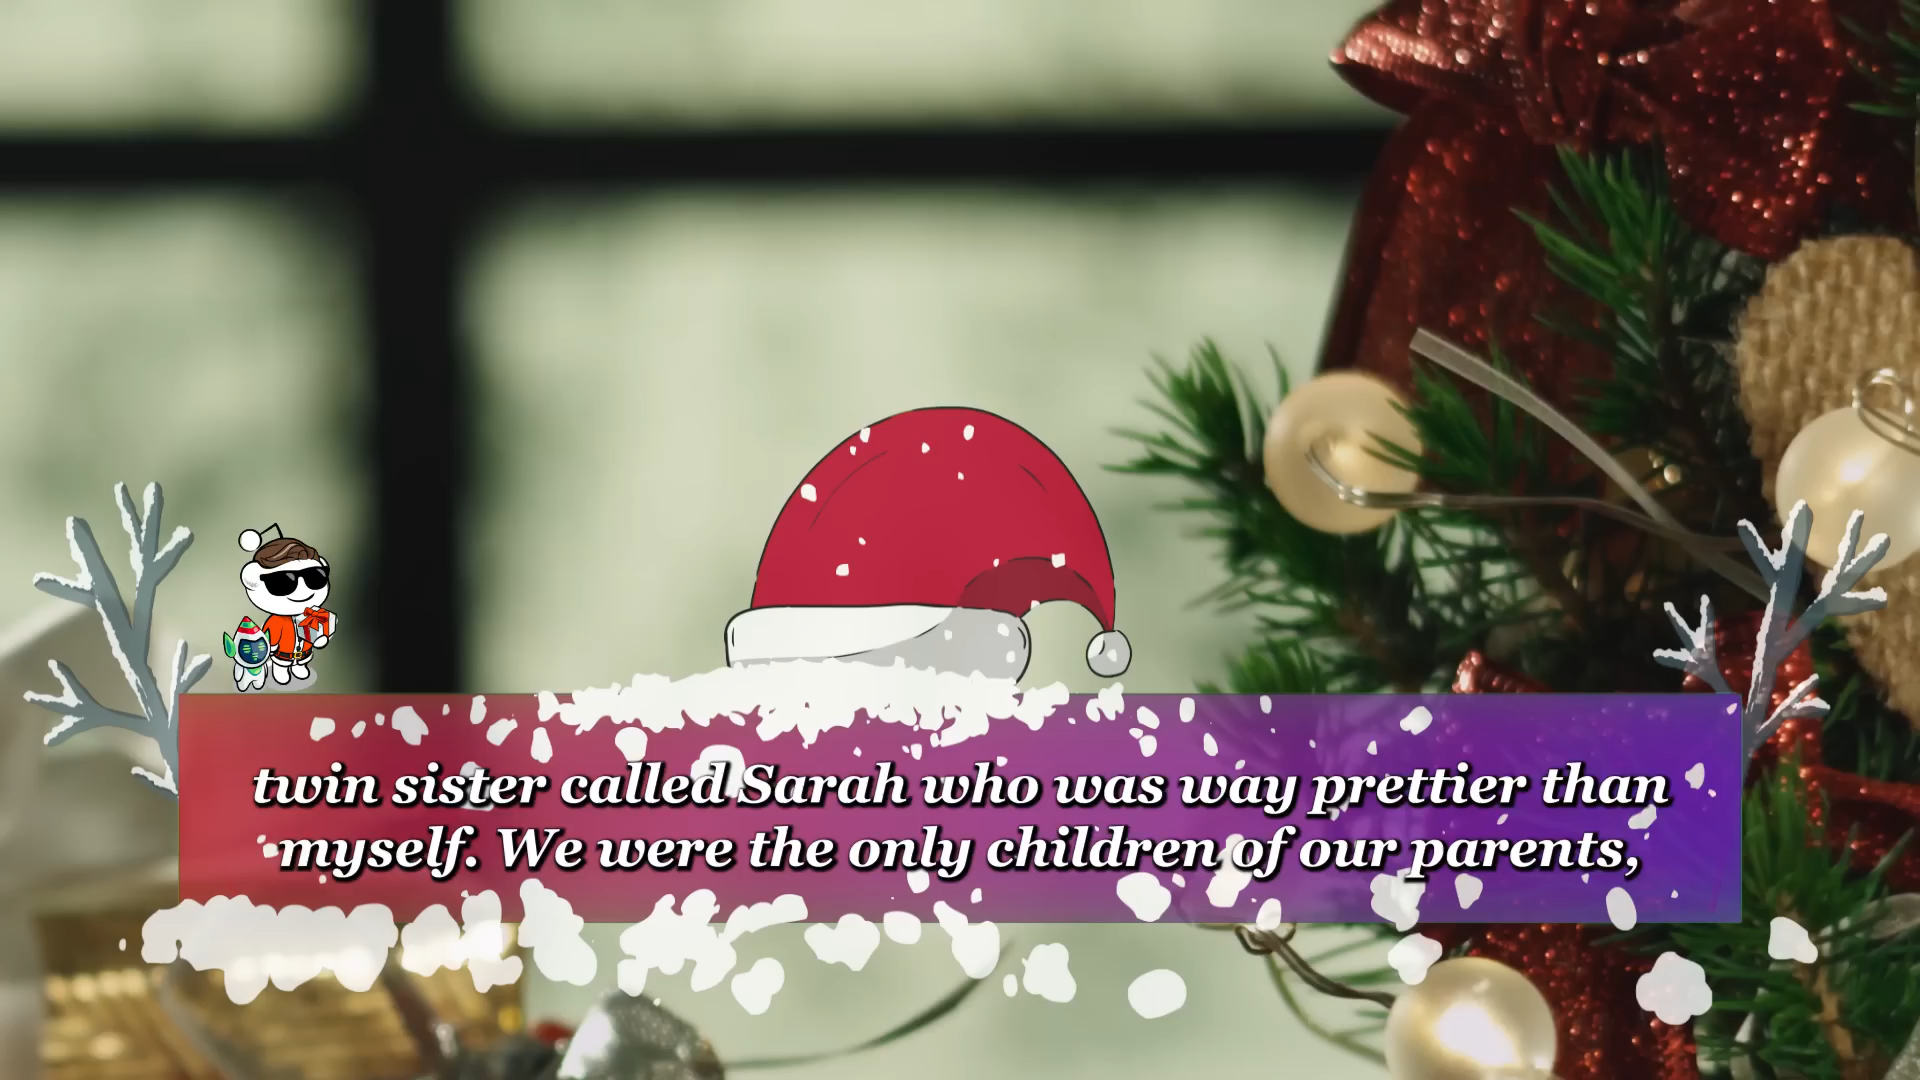 twin sister called Sarah who was way prettier than
myself. We were the only children of our parents,